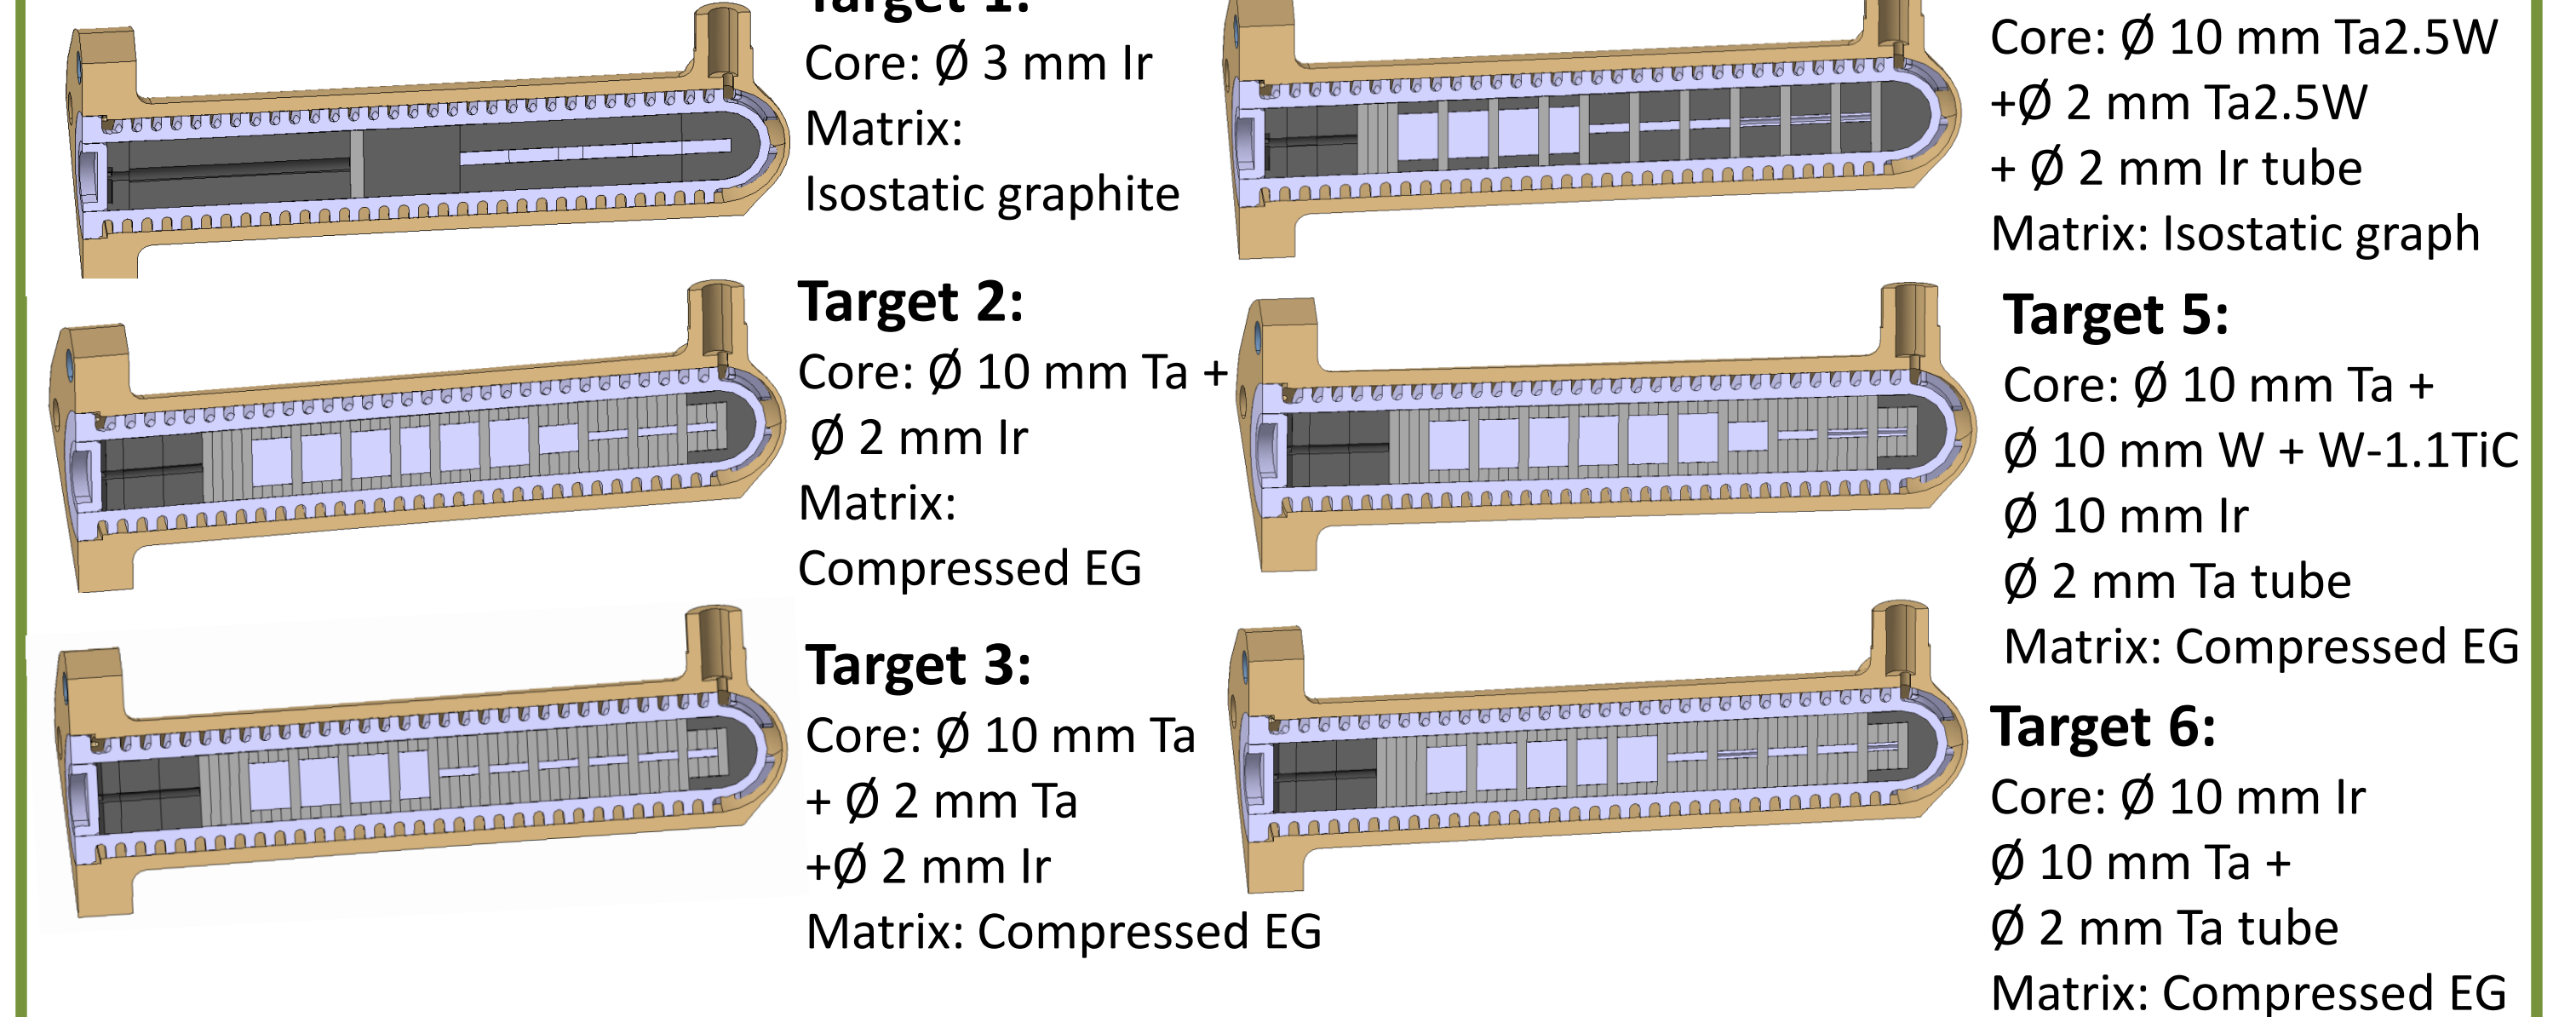 Target 1:
Core: Ø 3 mm Ir
Matrix:
Isostatic graphite
Target 2:
Core: Ø 10 mm Ta +
Ø 2 mm Ir
Matrix:
Compressed EG
Target 3:
Core: Ø 10 mm Ta
+ Ø 2 mm Ta
+Ø 2 mm Ir
Matrix: Compressed EG
Core: Ø 10 mm Ta2.5W
+Ø 2 mm Ta2.5W
+ Ø 2 mm Ir tube
Matrix: Isostatic graph
Target 5:
Core: Ø 10 mm Ta +
Ø 10 mm W + W-1.1TiC
Ø 10 mm Ir
Ø 2 mm Ta tube
Matrix: Compressed EG
Target 6:
Core: Ø 10 mm Ir
Ø 10 mm Ta +
Ø 2 mm Ta tube
Matrix: Compressed EG